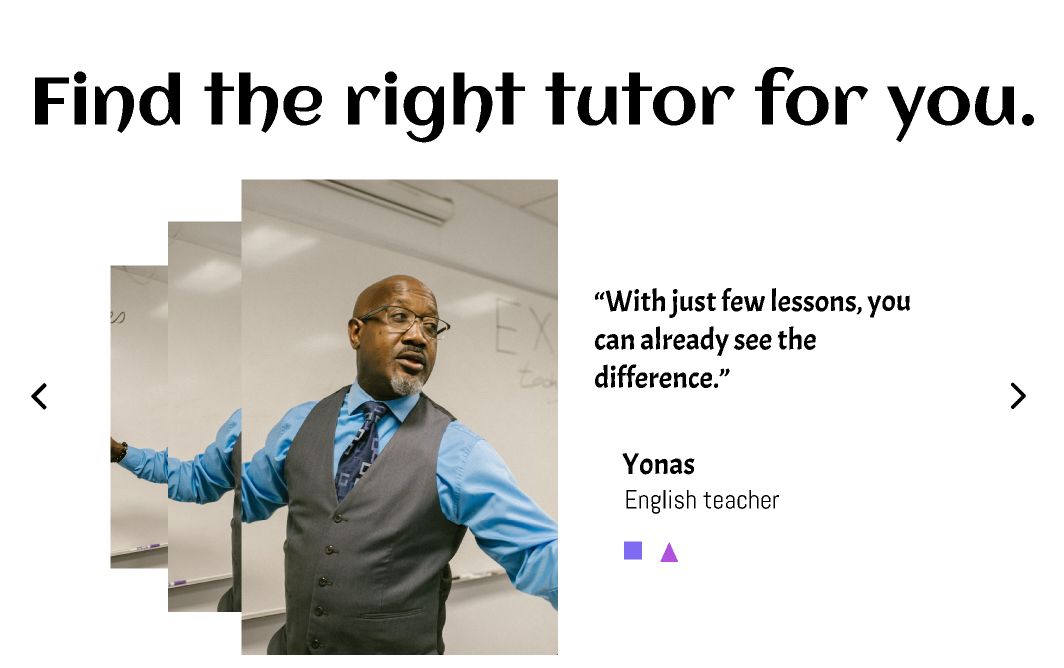 Find the right tutor for you.
EX
“With just few lessons, you
can already see the
difference.”
Yonas
English teacher